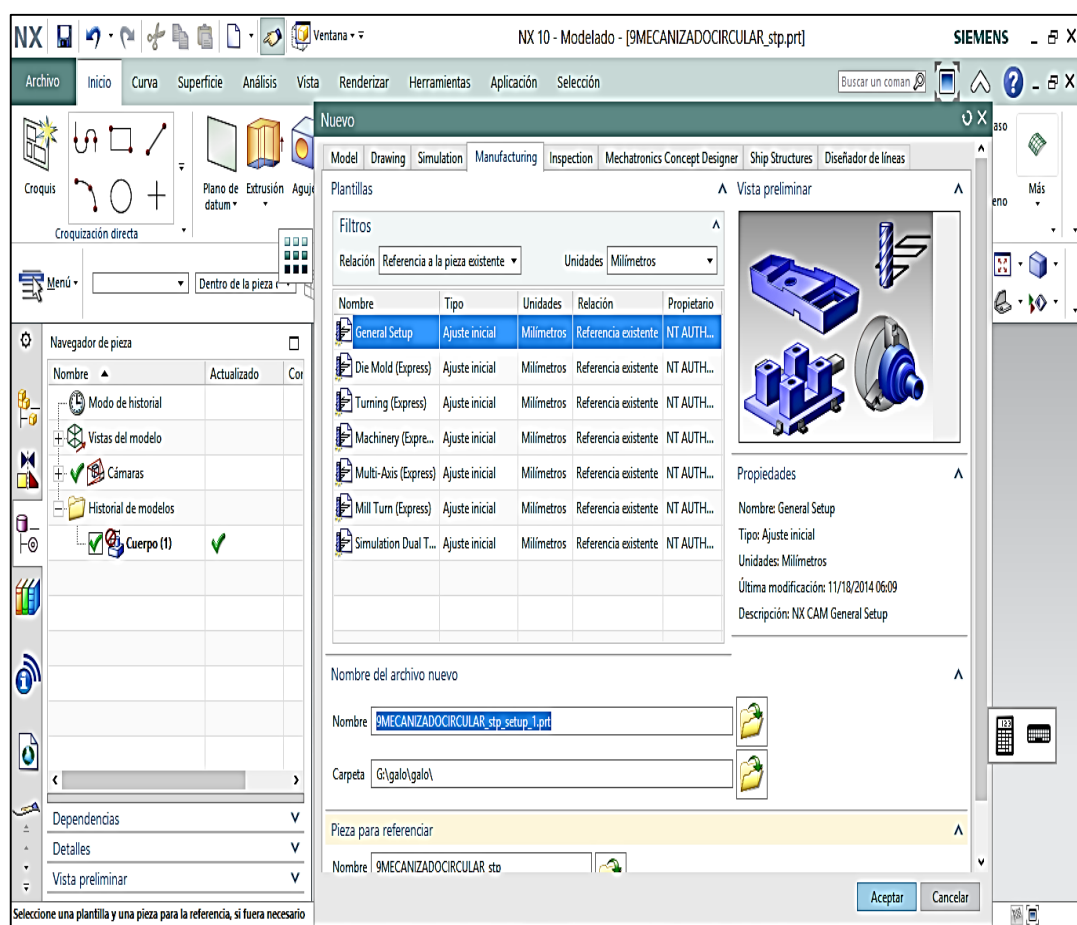 NX Ventana NX 10 - Modelado - [9MECANIZADOCIRCULAR_stp.prt] SIEMENS
Archivo Inicio Curva Superficie Análisis Vista Renderizar Herramientas Aplicación Selección Buscar un coman
Croquis
Croquización directa
Plano de datum
Extrusión
Aguje
Más
Menú Dentro de la pieza
Navegador de pieza
Nombre Actualizado Cor
Modo de historial
Vistas del modelo
Cámaras
Historial de modelos
Cuerpo (1)
Dependencias
Detalles
Vista preliminar
Seleccione una plantilla y una pieza para la referencia, si fuera necesario
Nuevo
Model Drawing Simulation Manufacturing Inspection Mechatronics Concept Designer Ship Structures Diseñador de líneas
Plantillas
Filtros
Relación Referencia a la pieza existente Unidades Milímetros
Nombre Tipo Unidades Relación Propietario
General Setup Ajuste inicial Milímetros Referencia existente NT AUTH...
Die Mold (Express) Ajuste inicial Milímetros Referencia existente NT AUTH...
Turning (Express) Ajuste inicial Milímetros Referencia existente NT AUTH...
Machinery (Expre... Ajuste inicial Milímetros Referencia existente NT AUTH...
Multi-Axis (Express) Ajuste inicial Milímetros Referencia existente NT AUTH...
Mill Turn (Express) Ajuste inicial Milímetros Referencia existente NT AUTH...
Simulation Dual T... Ajuste inicial Milímetros Referencia existente NT AUTH...
Vista preliminar
Propiedades
Nombre: General Setup
Tipo: Ajuste inicial
Unidades: Milímetros
Última modificación: 11/18/2014 06:09
Descripción: NX CAM General Setup
Nombre del archivo nuevo
Nombre 9MECANIZADOCIRCULAR_stp_setup_1.prt
Carpeta G:\galo\galo\
Pieza para referenciar
Nombre 9MECANIZADOCIRCULAR_stp
Aceptar Cancelar